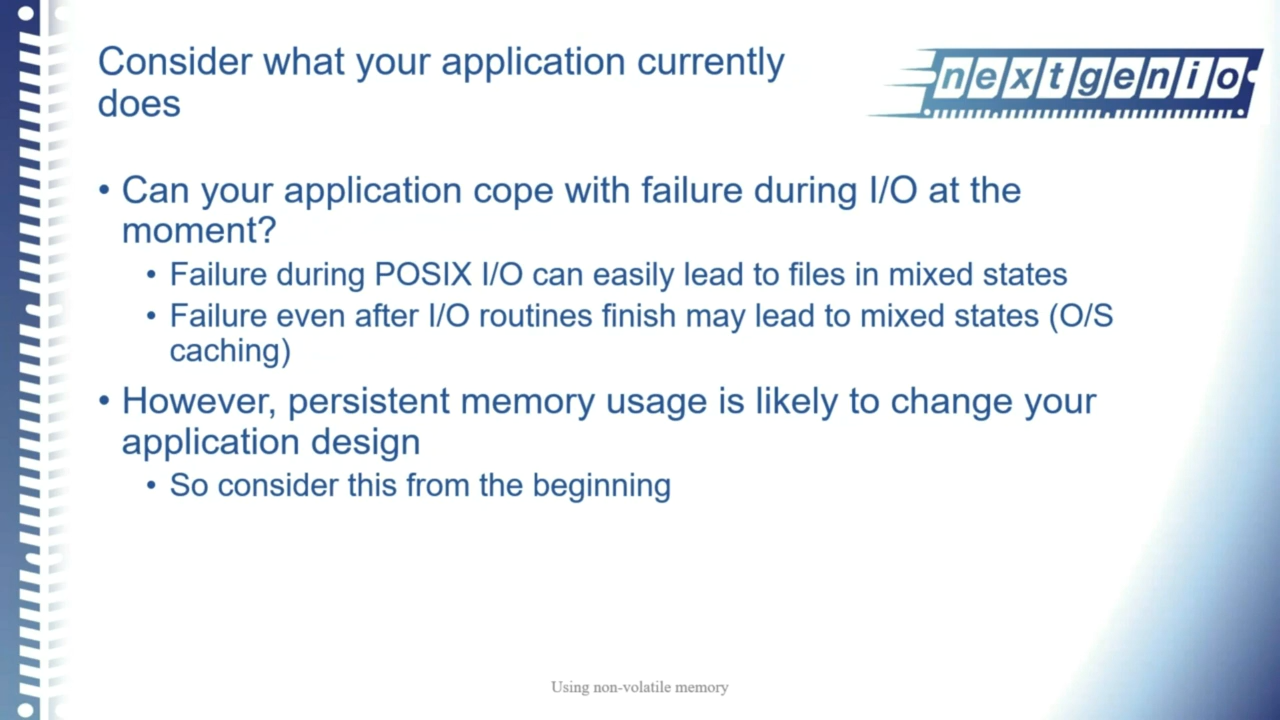 Consider what your application currently
does
nextgenio
• Can your application cope with failure during I/O at the
moment?
• Failure during POSIX I/O can easily lead to files in mixed states
• Failure even after I/O routines finish may lead to mixed states (O/S
caching)
• However, persistent memory usage is likely to change your
application design
• So consider this from the beginning
Using non-volatile memory